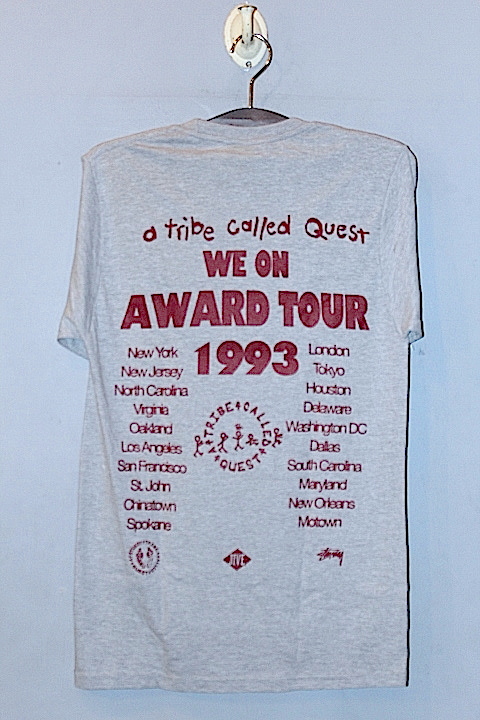 a tribe called Quest
WE ON
AWARD TOUR
1993
New York
New Jersey
North Carolina
Virginia
Oakland
Los Angeles
San Francisco
St. John
Chinatown
Spokane
London
Tokyo
Houston
Delaware
Washington DC
Dallas
South Carolina
Maryland
New Orleans
Motown
A TRIBE CALLED QUEST
JIVE
Stussy